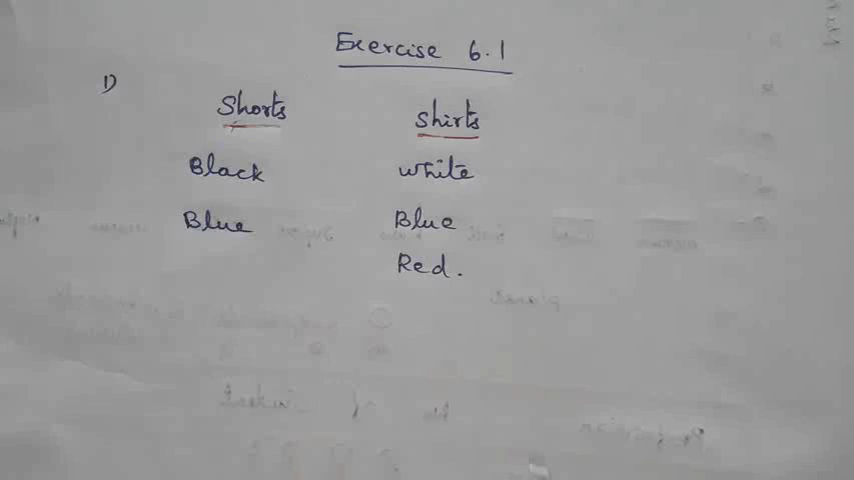 Exercise 6.1
1)
Shorts Shirts
Black White
Blue Blue
Red.